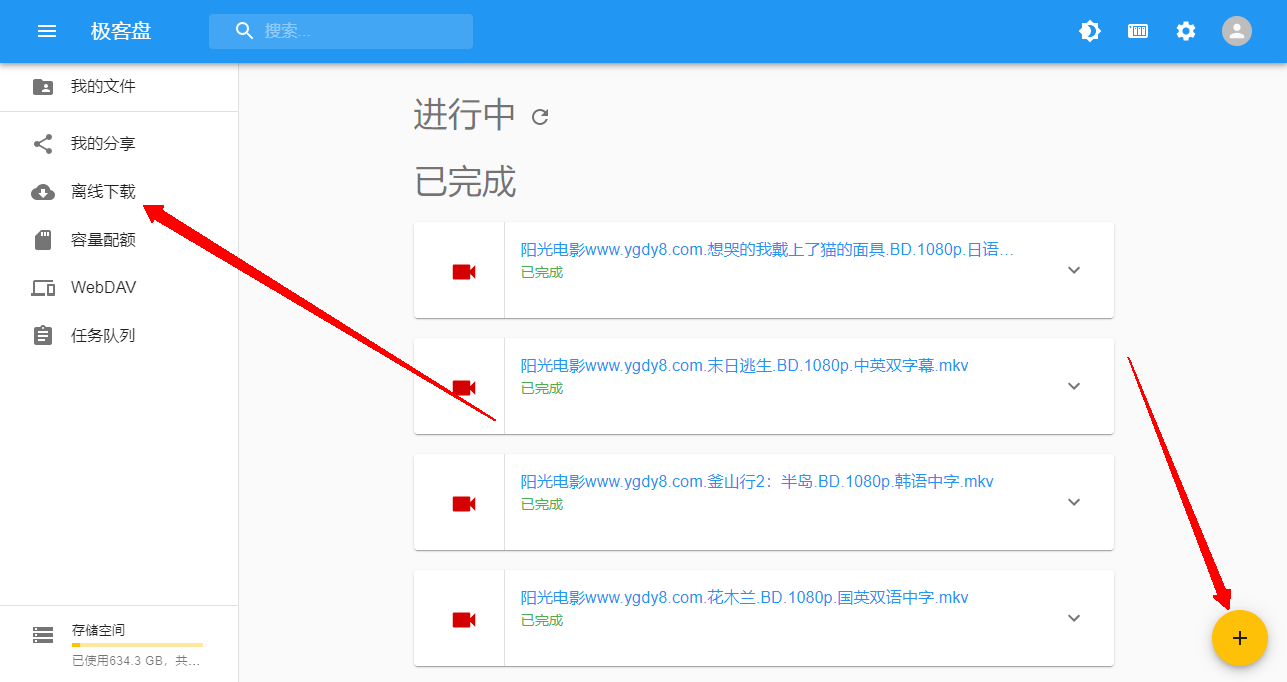 极客盘
搜索...
我的文件
我的分享
离线下载
容量配额
WebDAV
任务队列
存储空间
已使用634.3 GB，共...
进行中
已完成
阳光电影www.ygdy8.com.想哭的我戴上了猫的面具.BD.1080p.日语...
已完成
阳光电影www.ygdy8.com.末日逃生.BD.1080p.中英双字幕.mkv
已完成
阳光电影www.ygdy8.com.釜山行2：半岛.BD.1080p.韩语中字.mkv
已完成
阳光电影www.ygdy8.com.花木兰.BD.1080p.国英双语中字.mkv
已完成